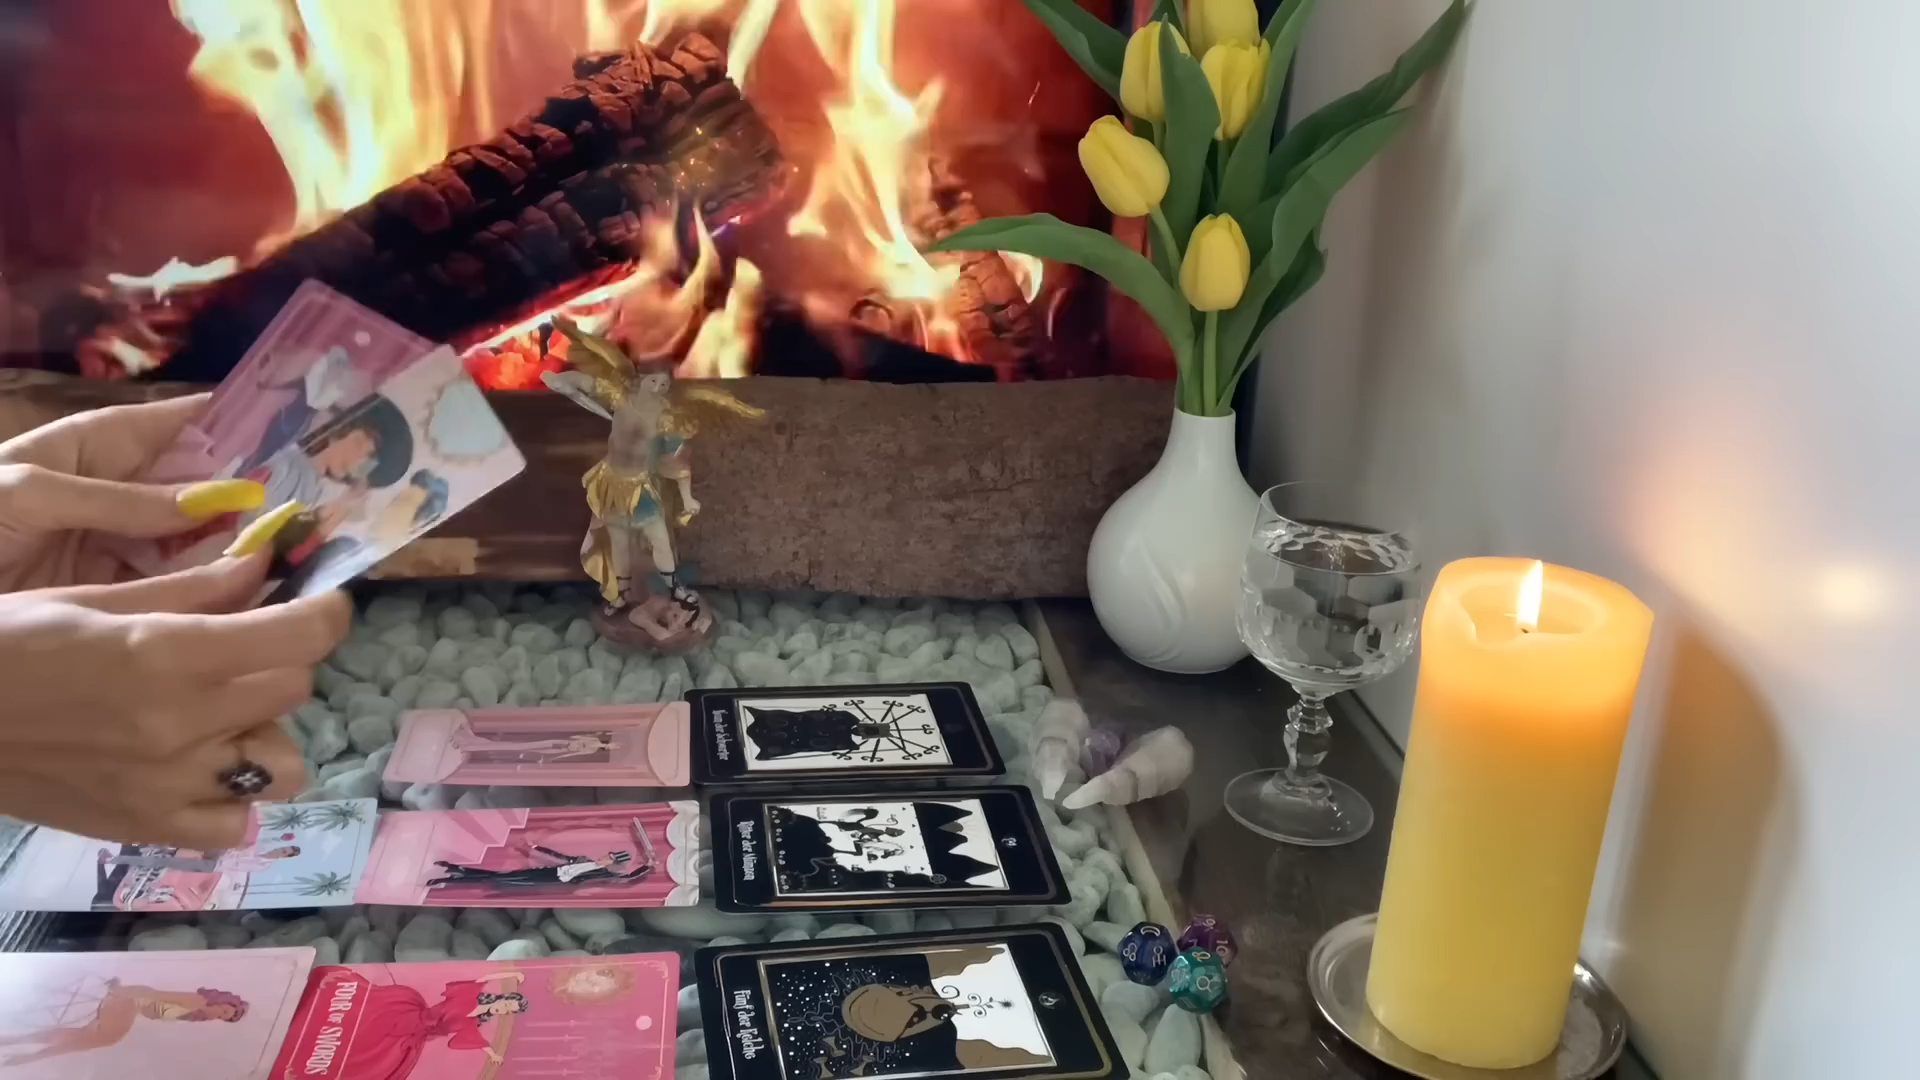 Neun der Schwerter
Ritter der Münzen
FOUR OF SWORDS
Fünf der Kelche